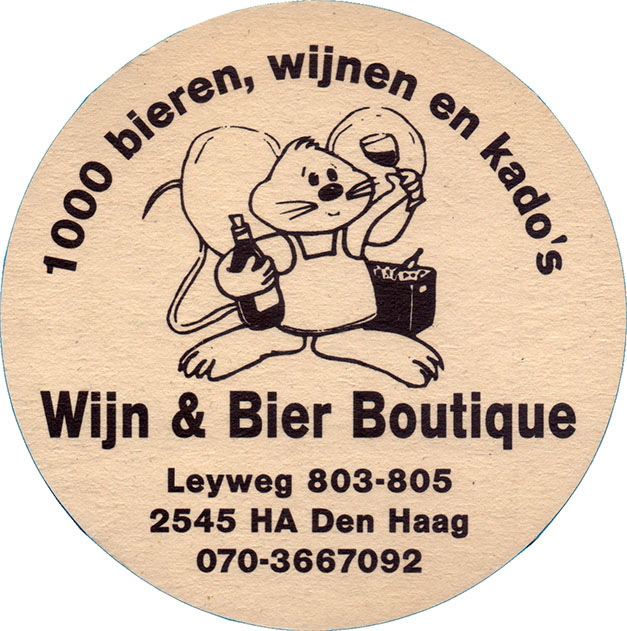 1000 bieren, wijnen en kado's
Wijn & Bier Boutique
Leyweg 803-805
2545 HA Den Haag
070-3667092